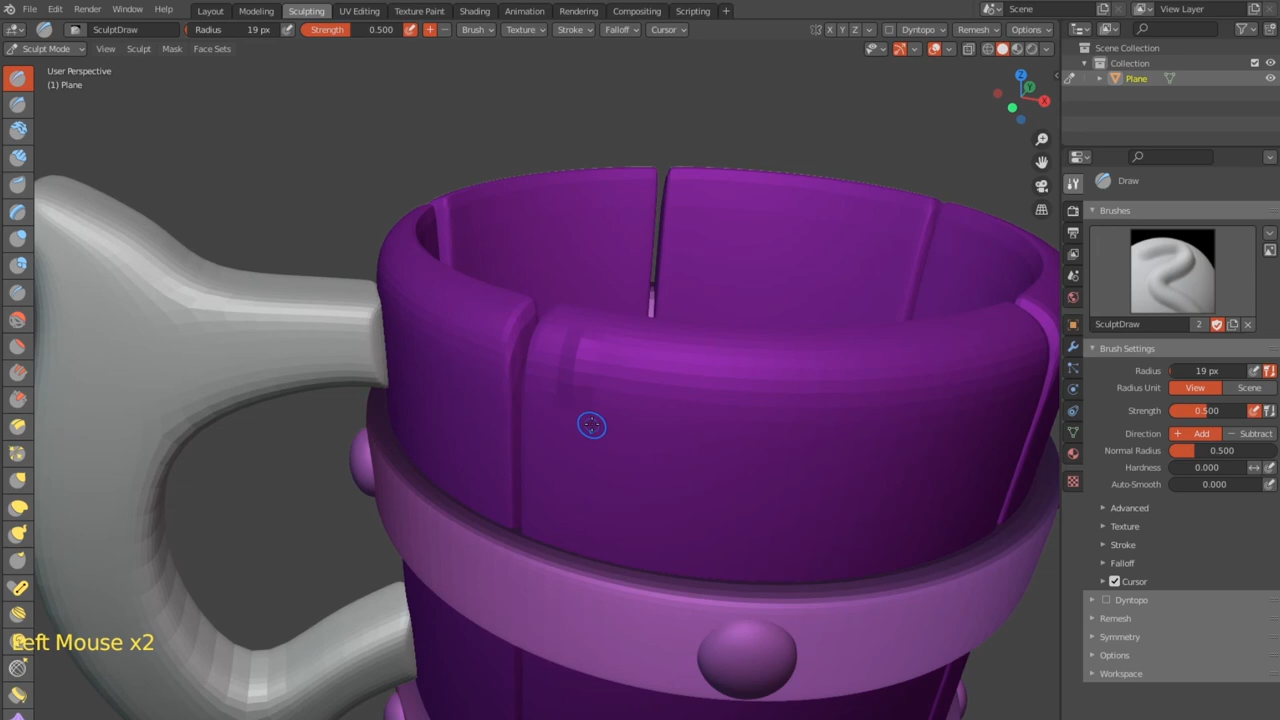 File Edit Render Window Help Layout Modeling Sculpting UV Editing Texture Paint Shading Animation Rendering Compositing Scripting + Scene View Layer
SculptDraw Radius 19 px Strength 0.500 Brush Texture Stroke Falloff Cursor X Y Z Dyntopo Remesh Options
Sculpt Mode View Sculpt Mask Face Sets
User Perspective
(1) Plane
Z
Y
X
Left Mouse x2
Scene Collection
Collection
Plane
Draw
Brushes
SculptDraw 2
Brush Settings
Radius 19 px
Radius Unit View Scene
Strength 0.500
Direction + Add − Subtract
Normal Radius 0.500
Hardness 0.000
Auto-Smooth 0.000
Advanced
Texture
Stroke
Falloff
Cursor
Dyntopo
Remesh
Symmetry
Options
Workspace